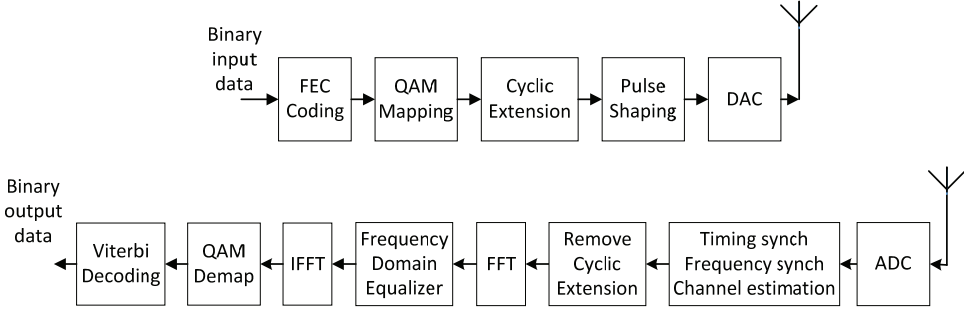 Binary
input
data
FEC
Coding
QAM
Mapping
Cyclic
Extension
Pulse
Shaping
DAC
Binary
output
data
Viterbi
Decoding
QAM
Demap
IFFT
Frequency
Domain
Equalizer
FFT
Remove
Cyclic
Extension
Timing synch
Frequency synch
Channel estimation
ADC